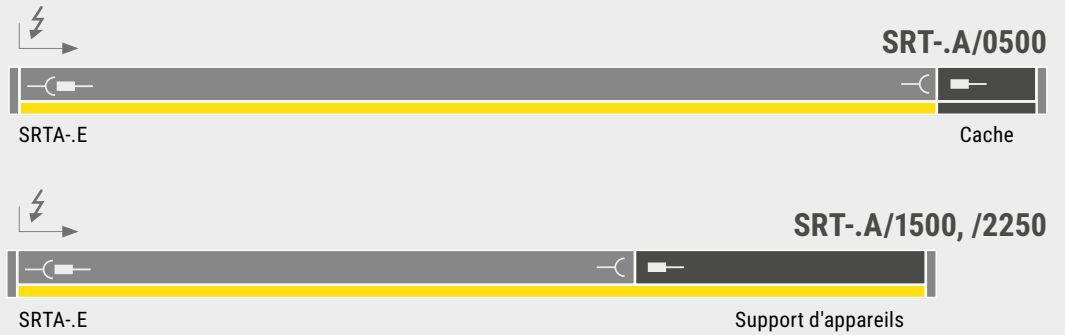 SRT-.A/0500
SRTA-.E
Cache
SRT-.A/1500, /2250
SRTA-.E
Support d'appareils